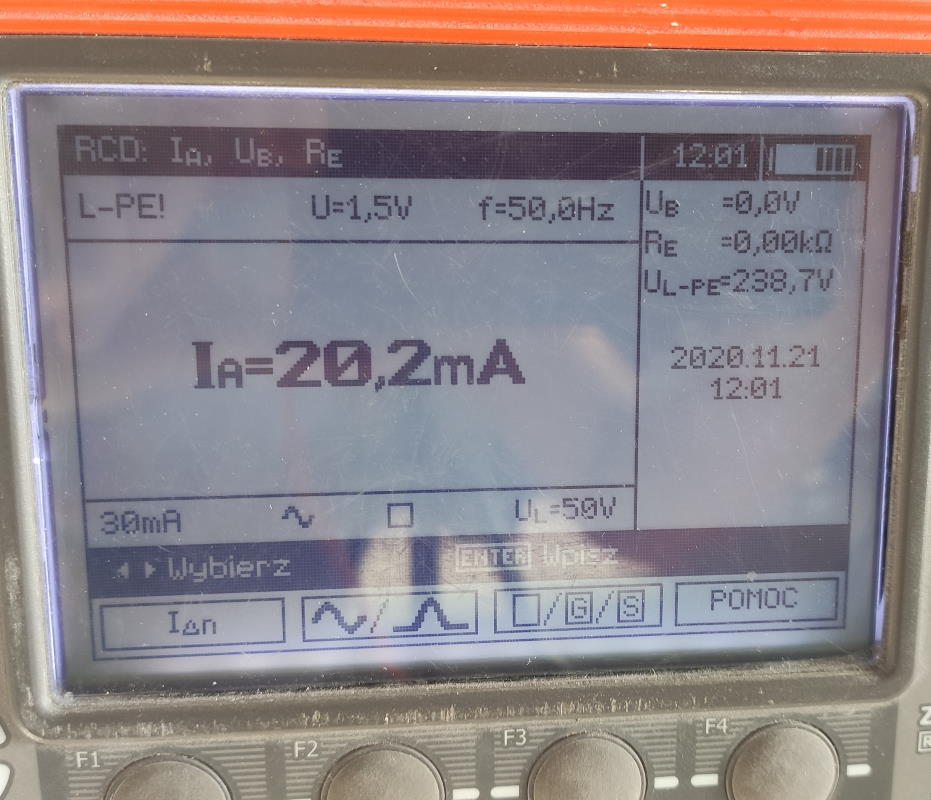 RCD: IA, UB, RE 12:01
L-PE! U=1,5V f=50,0Hz
UB =0,0V
RE =0,00kΩ
UL-PE=238,7V
IA=20,2mA
2020.11.21
12:01
30mA UL=50V
Wybierz ENTER Wpisz
IΔn / /G/S POMOC
F1 F2 F3 F4